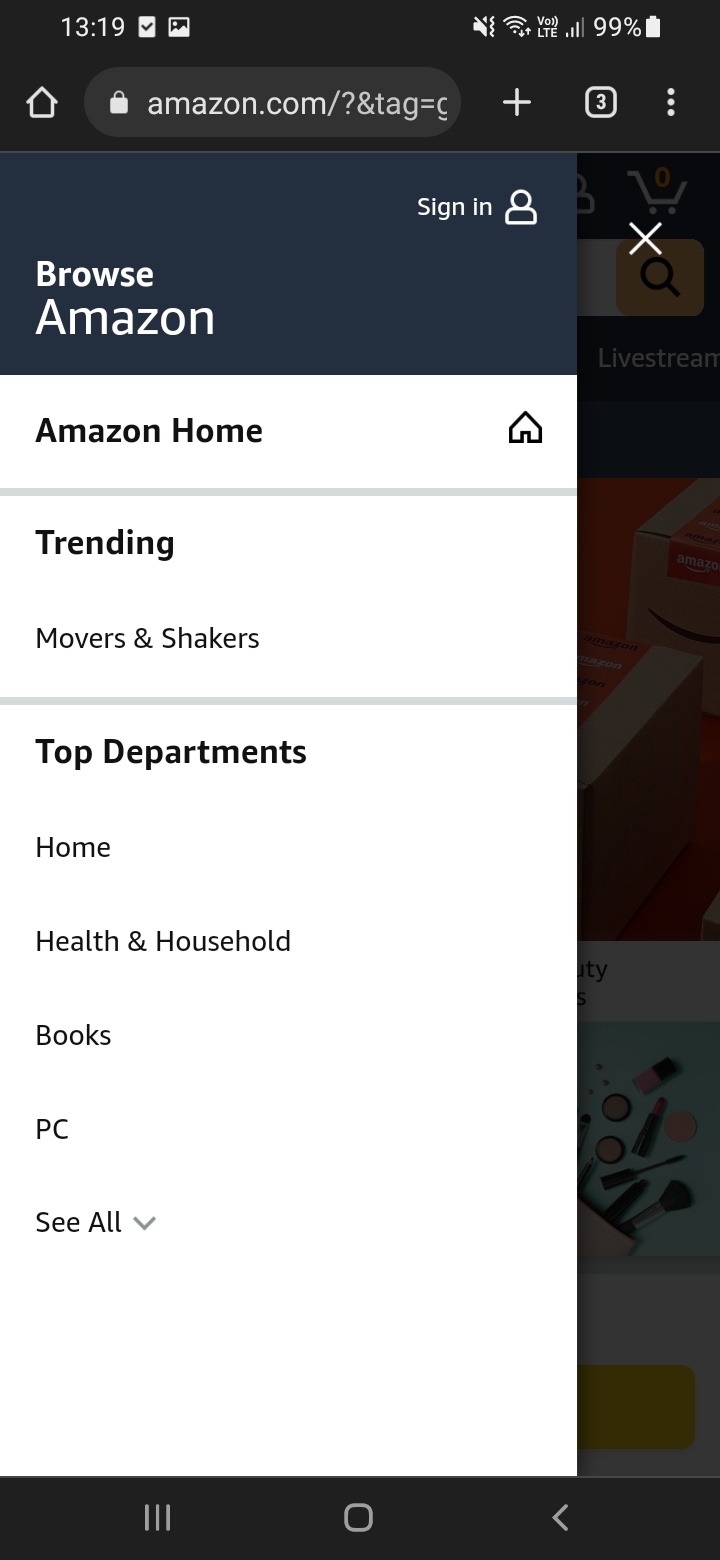 13:19
Vo)) LTE 99%
amazon.com/?&tag=g
3
Sign in
0
Browse
Amazon
Livestream
Amazon Home
Trending
amazo
Movers & Shakers
amazon
amazon
Top Departments
Home
Health & Household
uty
s
Books
PC
See All